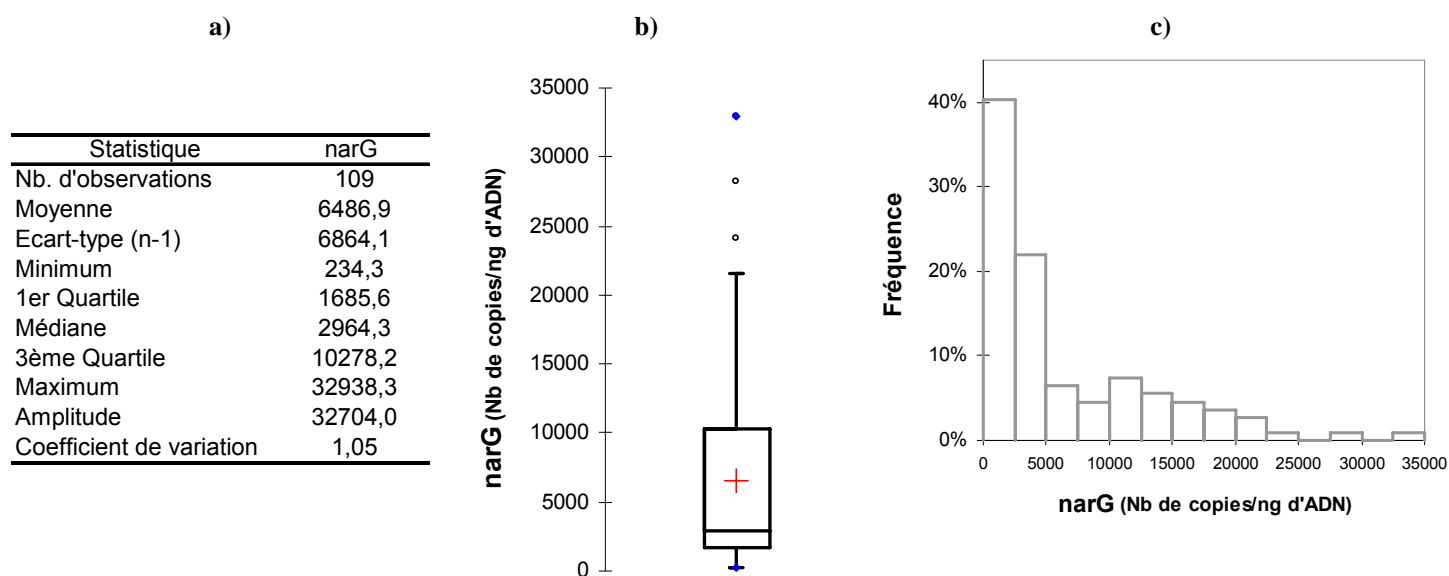 a)
Statistique narG
Nb. d'observations 109
Moyenne 6486,9
Ecart-type (n-1) 6864,1
Minimum 234,3
1er Quartile 1685,6
Médiane 2964,3
3ème Quartile 10278,2
Maximum 32938,3
Amplitude 32704,0
Coefficient de variation 1,05
b)
narG (Nb de copies/ng d'ADN)
35000
30000
25000
20000
15000
10000
5000
0
c)
Fréquence
40%
30%
20%
10%
0%
0 5000 10000 15000 20000 25000 30000 35000
narG (Nb de copies/ng d'ADN)